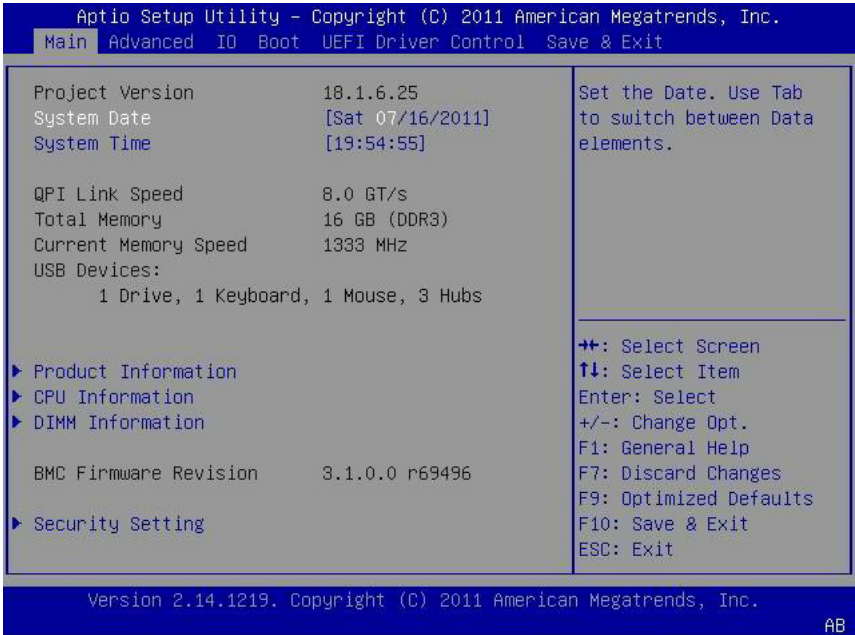 Aptio Setup Utility – Copyright (C) 2011 American Megatrends, Inc.
Main Advanced IO Boot UEFI Driver Control Save & Exit
Project Version 18.1.6.25
System Date [Sat 07/16/2011]
System Time [19:54:55]
QPI Link Speed 8.0 GT/s
Total Memory 16 GB (DDR3)
Current Memory Speed 1333 MHz
USB Devices:
1 Drive, 1 Keyboard, 1 Mouse, 3 Hubs
Product Information
CPU Information
DIMM Information
BMC Firmware Revision 3.1.0.0 r69496
Security Setting
Set the Date. Use Tab
to switch between Data
elements.
→←: Select Screen
↑↓: Select Item
Enter: Select
+/-: Change Opt.
F1: General Help
F7: Discard Changes
F9: Optimized Defaults
F10: Save & Exit
ESC: Exit
Version 2.14.1219. Copyright (C) 2011 American Megatrends, Inc.
AB